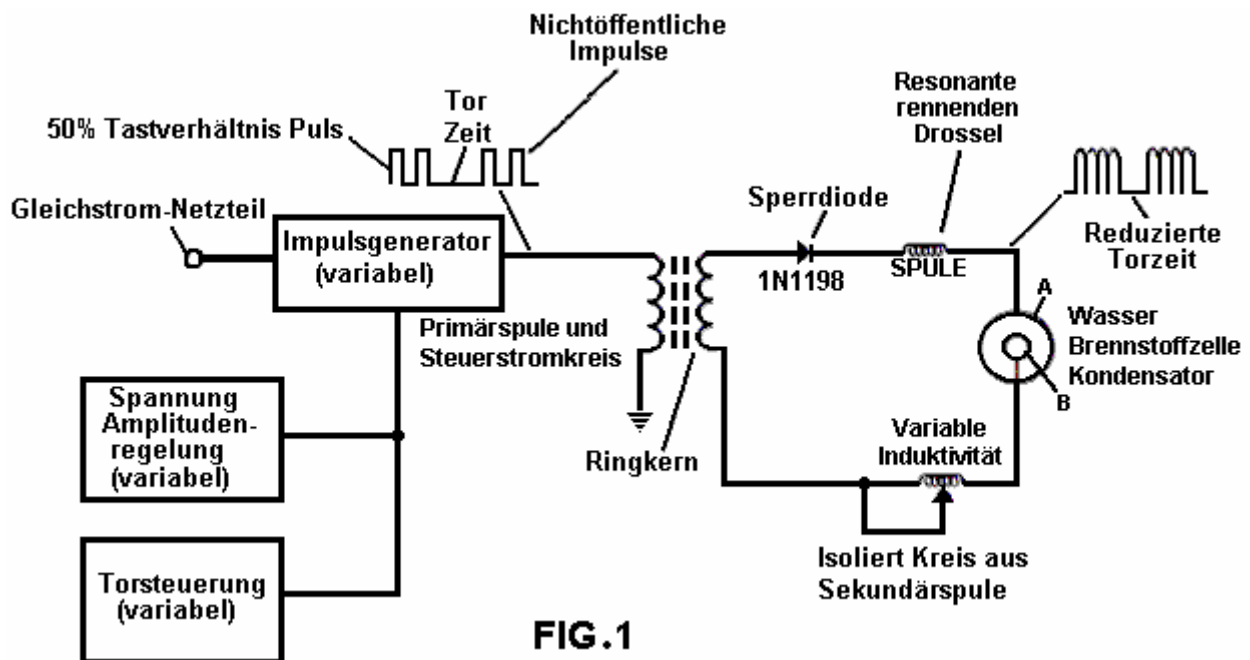 Nichtöffentliche
Impulse
Tor
Zeit
50% Tastverhältnis Puls
Resonante
rennenden
Drossel
Gleichstrom-Netzteil
Impulsgenerator
(variabel)
Sperrdiode
1N1198
SPULE
Reduzierte
Torzeit
Primärspule und
Steuerstromkreis
A
Wasser
Brennstoffzelle
Kondensator
B
Spannung
Amplituden-
regelung
(variabel)
Ringkern
Variable
Induktivität
Torsteuerung
(variabel)
Isoliert Kreis aus
Sekundärspule
FIG.1